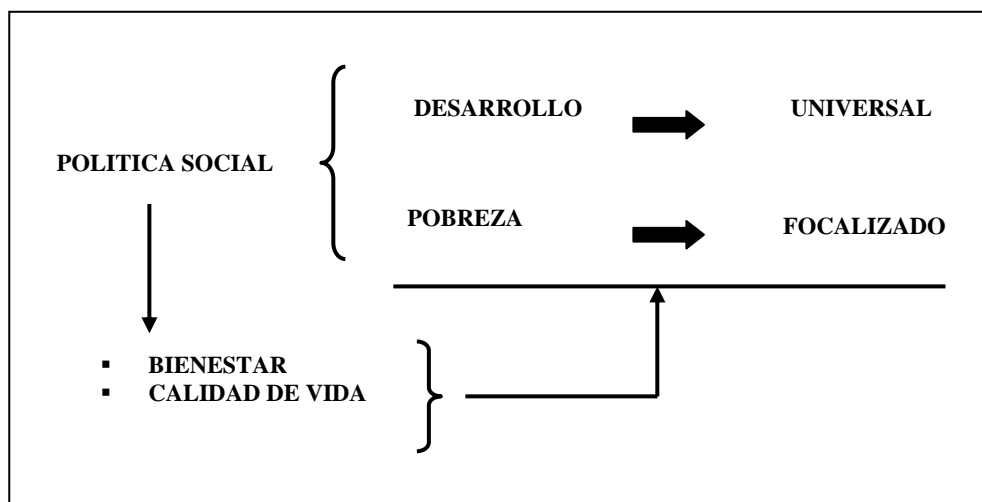 DESARROLLO UNIVERSAL
POLITICA SOCIAL
POBREZA FOCALIZADO
▪ BIENESTAR
▪ CALIDAD DE VIDA